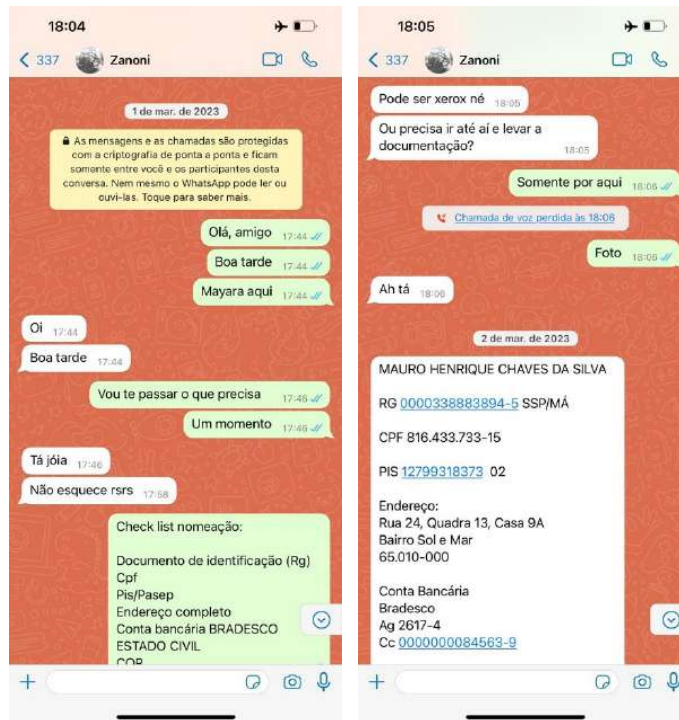 18:04
337
Zanoni
1 de mar. de 2023
As mensagens e as chamadas são protegidas
com a criptografia de ponta a ponta e ficam
somente entre você e os participantes desta
conversa. Nem mesmo o WhatsApp pode ler ou
ouvi-las. Toque para saber mais.
Olá, amigo 17:44
Boa tarde 17:44
Mayara aqui 17:44
Oi 17:44
Boa tarde 17:44
Vou te passar o que precisa 17:46
Um momento 17:46
Tá jóia 17:46
Não esquece rsrs 17:58
Check list nomeação:
Documento de identificação (Rg)
Cpf
Pis/Pasep
Endereço completo
Conta bancária BRADESCO
ESTADO CIVIL
COR
18:05
337
Zanoni
Pode ser xerox né 18:05
Ou precisa ir até aí e levar a
documentação? 18:05
Somente por aqui 18:06
Chamada de voz perdida às 18:06
Foto 18:06
Ah tá 18:06
2 de mar. de 2023
MAURO HENRIQUE CHAVES DA SILVA
RG 0000338883894-5 SSP/MÁ
CPF 816.433.733-15
PIS 12799318373 02
Endereço:
Rua 24, Quadra 13, Casa 9A
Bairro Sol e Mar
65.010-000
Conta Bancária
Bradesco
Ag 2617-4
Cc 0000000084563-9